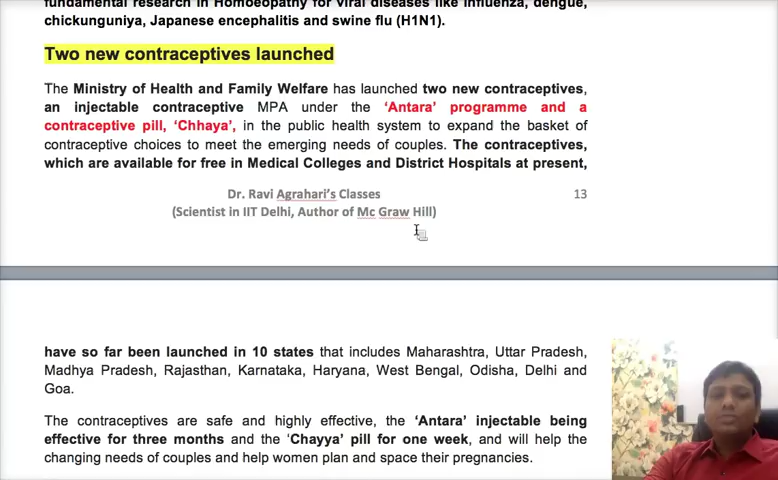 fundamental research in Homoeopathy for viral diseases like influenza, dengue,
chickunguniya, Japanese encephalitis and swine flu (H1N1).
Two new contraceptives launched
The Ministry of Health and Family Welfare has launched two new contraceptives,
an injectable contraceptive MPA under the ‘Antara’ programme and a
contraceptive pill, ‘Chhaya’, in the public health system to expand the basket of
contraceptive choices to meet the emerging needs of couples. The contraceptives,
which are available for free in Medical Colleges and District Hospitals at present,
Dr. Ravi Agrahari’s Classes 13
(Scientist in IIT Delhi, Author of Mc Graw Hill)
have so far been launched in 10 states that includes Maharashtra, Uttar Pradesh,
Madhya Pradesh, Rajasthan, Karnataka, Haryana, West Bengal, Odisha, Delhi and
Goa.
The contraceptives are safe and highly effective, the ‘Antara’ injectable being
effective for three months and the ‘Chayya’ pill for one week, and will help the
changing needs of couples and help women plan and space their pregnancies.